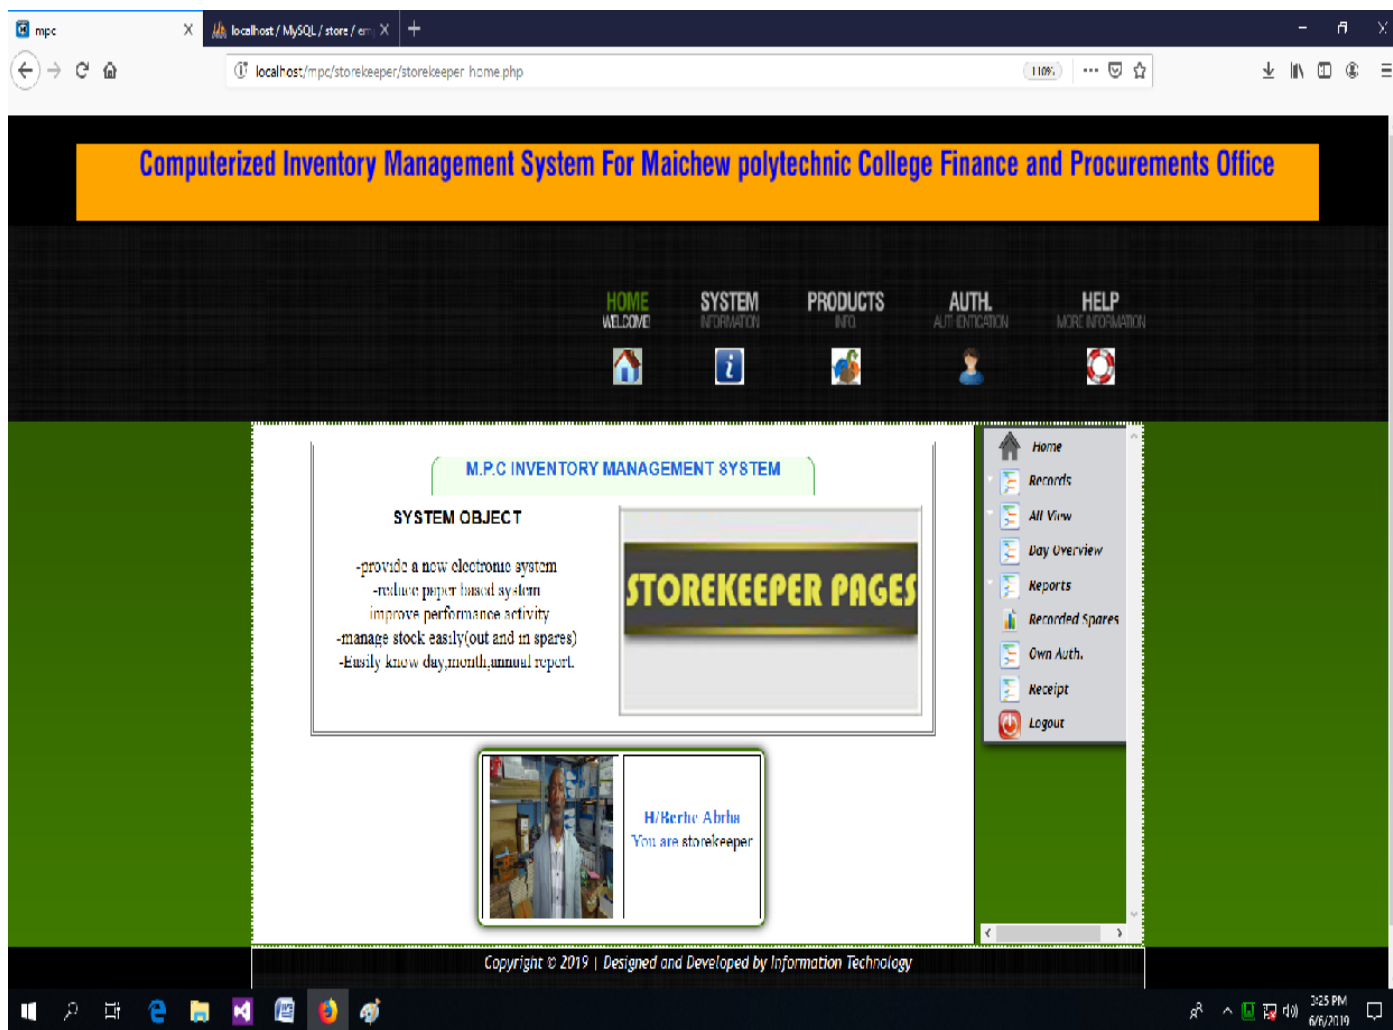 mpc
localhost / MySQL / store / em
localhost/mpc/storekeeper/storekeeper_home.php
110%
Computerized Inventory Management System For Maichew polytechnic College Finance and Procurements Office
HOME SYSTEM PRODUCTS AUTH. HELP
WELCOME! INFORMATION INFO. AUTHENTICATION MORE INFORMATION
M.P.C INVENTORY MANAGEMENT SYSTEM
SYSTEM OBJECT
-provide a new electronic system
-reduce paper based system
improve performance activity
-manage stock easily(out and in spares)
-Easily know day,month,annual report.
STOREKEEPER PAGES
Home
Records
All View
Day Overview
Reports
Recorded Spares
Own Auth.
Receipt
Logout
H/Berhe Abrha
You are storekeeper
Copyright © 2019 | Designed and Developed by Information Technology
3:25 PM
6/6/2019